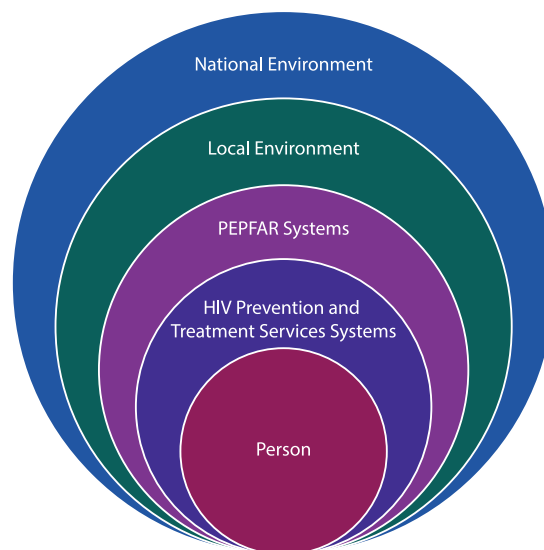 National Environment
Local Environment
PEPFAR Systems
HIV Prevention and
Treatment Services Systems
Person